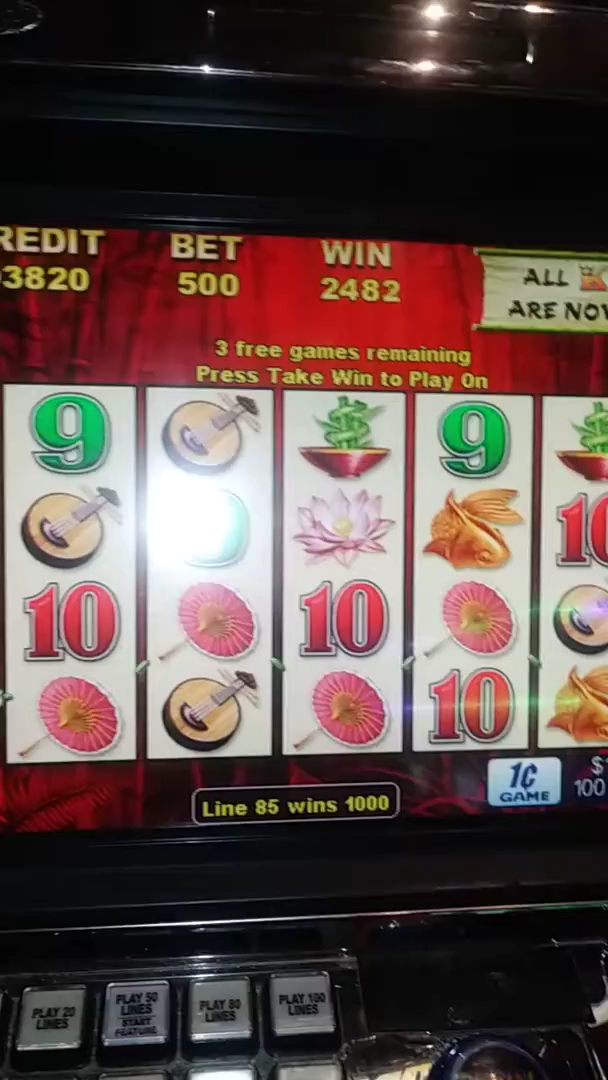 REDIT BET WIN
3820 500 2482
ALL K
ARE NOW
3 free games remaining
Press Take Win to Play On
9 9
10
10 10
10
Line 85 wins 1000
1¢
GAME
$
100
PLAY 20
LINES
PLAY 50
LINES
START
FEATURE
PLAY 80
LINES
PLAY 100
LINES